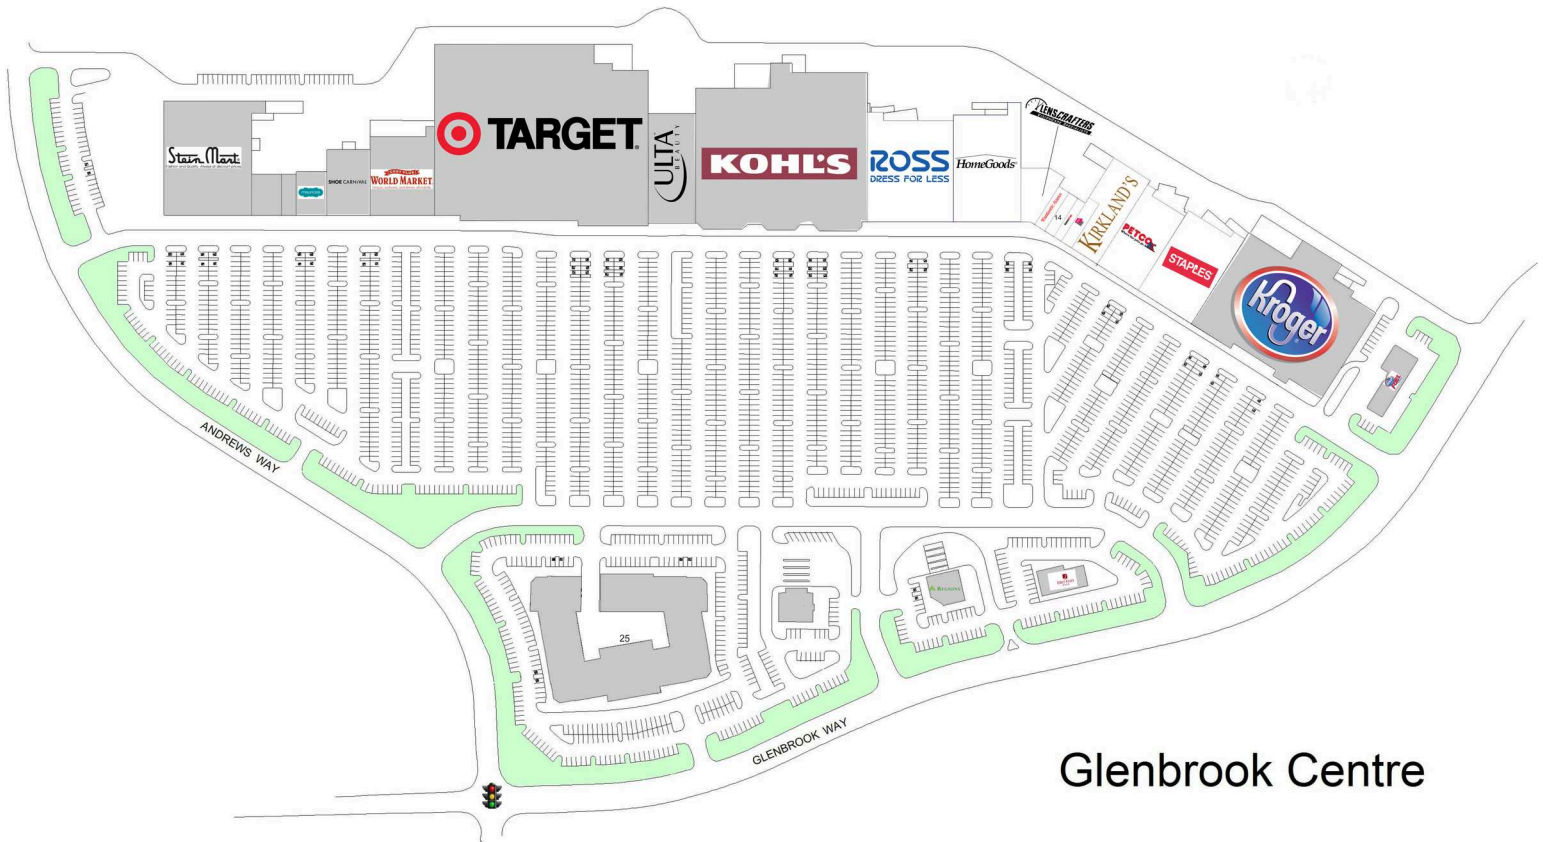 Stein Mart
SHOE CARNIVAL
WORLD MARKET
TARGET
ULTA
BEAUTY
KOHL'S
ROSS
DRESS FOR LESS
HomeGoods
LENSCRAFTERS
14
KIRKLAND'S
PETCO
STAPLES
Kroger
ANDREWS WAY
25
GLENBROOK WAY
Glenbrook Centre